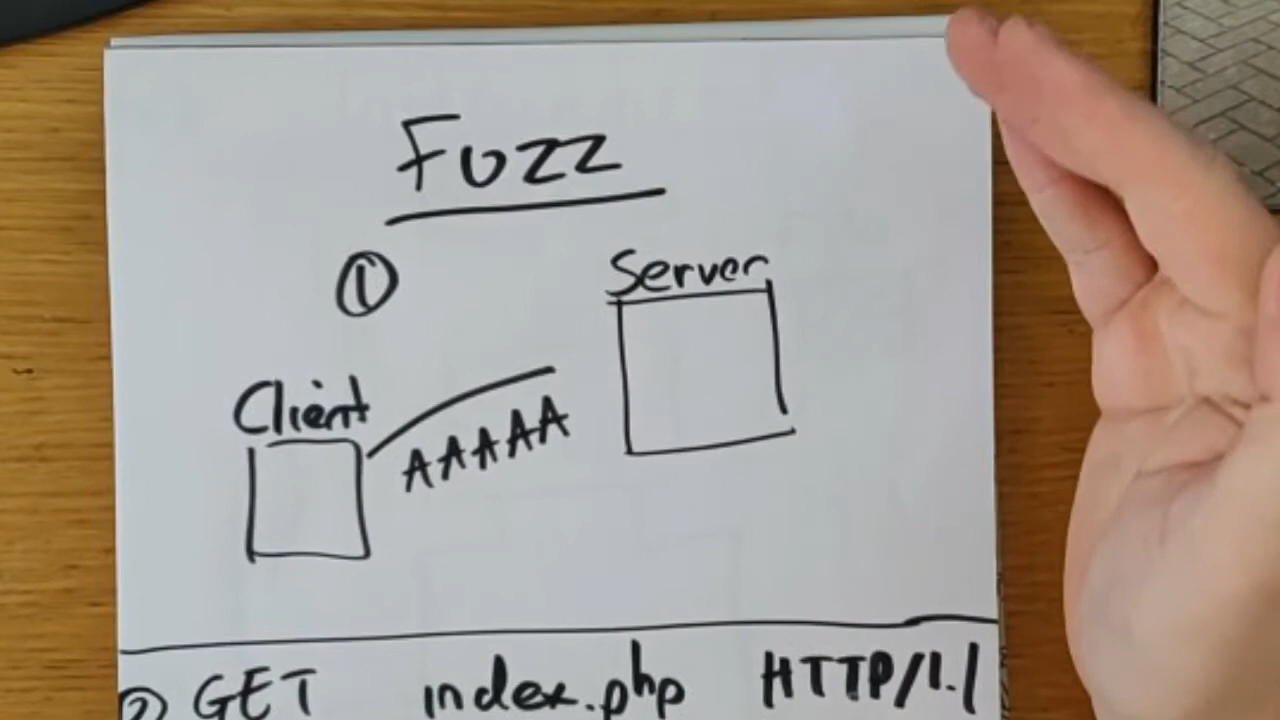 Fuzz
①
Server
Client
AAAAA
② GET index.php HTTP/1.1